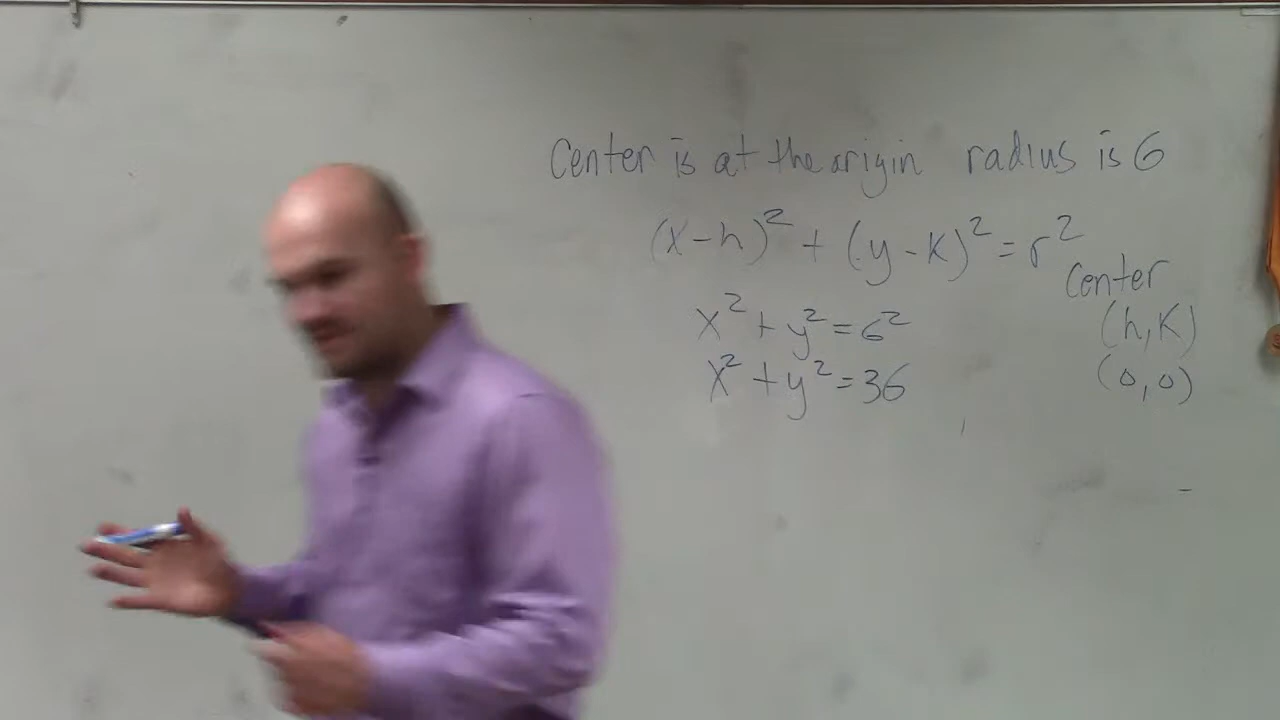 Center is at the origin radius is 6
(x-h)² + (y-k)² = r²
Center
x² + y² = 6²
(h,k)
x² + y² = 36
(0,0)